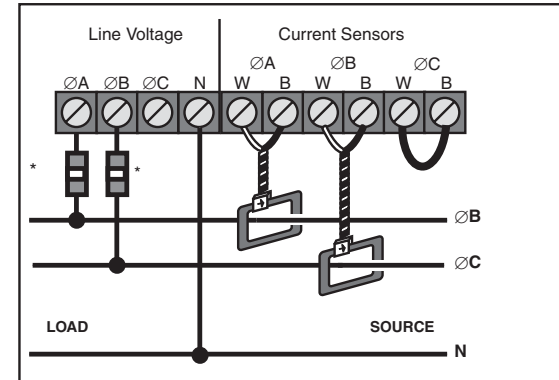 Line Voltage Current Sensors
∅A ∅B ∅C
∅A ∅B ∅C N W B W B W B
* *
∅B
∅C
LOAD SOURCE
N